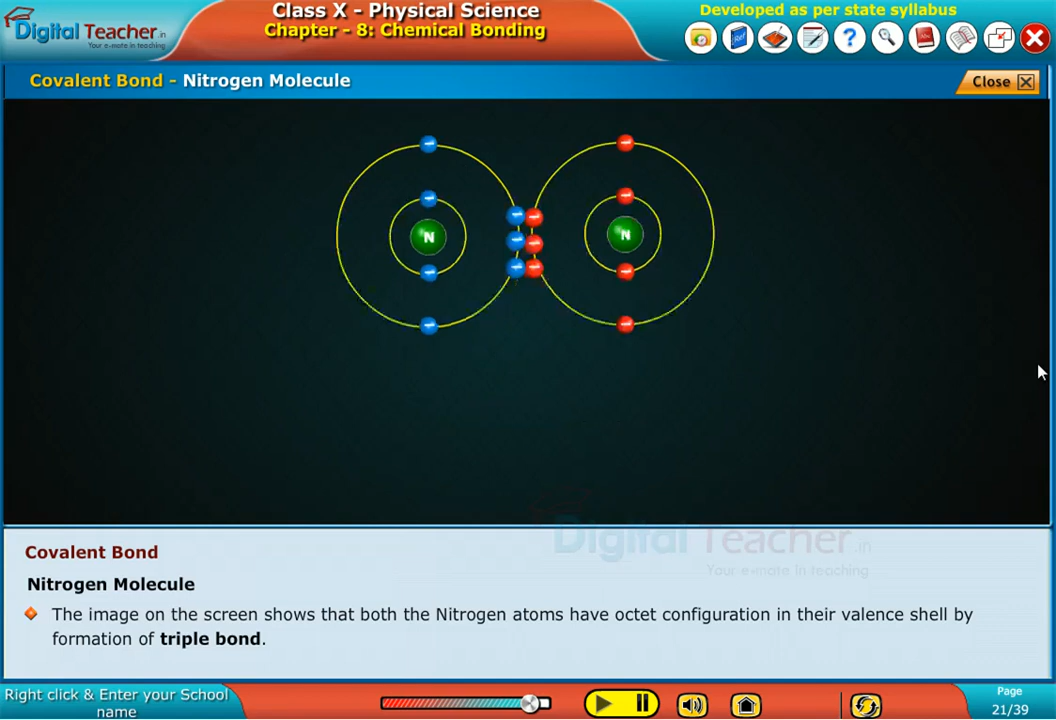 Digital Teacher.in
Your e-mate in teaching
Class X - Physical Science
Chapter - 8: Chemical Bonding
Developed as per state syllabus
Ref
?
Covalent Bond - Nitrogen Molecule
Close
N
N
Digital Teacher.in
Your e-mate in teaching
Covalent Bond
Nitrogen Molecule
The image on the screen shows that both the Nitrogen atoms have octet configuration in their valence shell by
formation of triple bond.
Right click & Enter your School
name
Page
21/39